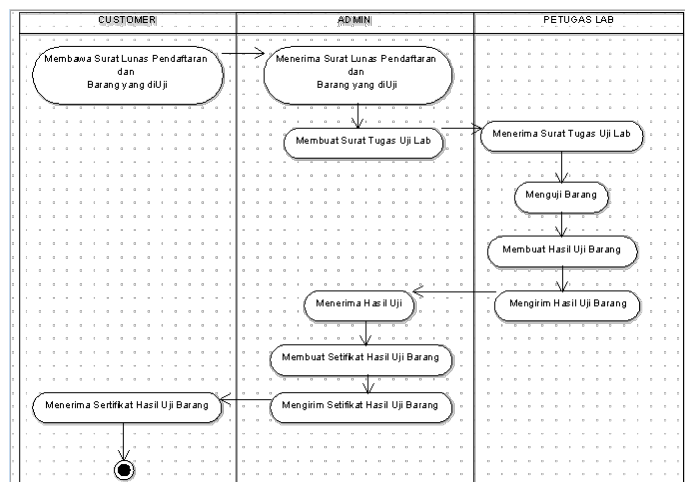 CUSTOMER
ADMIN
PETUGAS LAB
Membawa Surat Lunas Pendaftaran
dan
Barang yang diUji
Menerima Surat Lunas Pendaftaran
dan
Barang yang diUji
Membuat Surat Tugas Uji Lab
Menerima Surat Tugas Uji Lab
Menguji Barang
Membuat Hasil Uji Barang
Mengirim Hasil Uji Barang
Menerima Hasil Uji
Membuat Setifikat Hasil Uji Barang
Mengirim Setifikat Hasil Uji Barang
Menerima Sertifikat Hasil Uji Barang